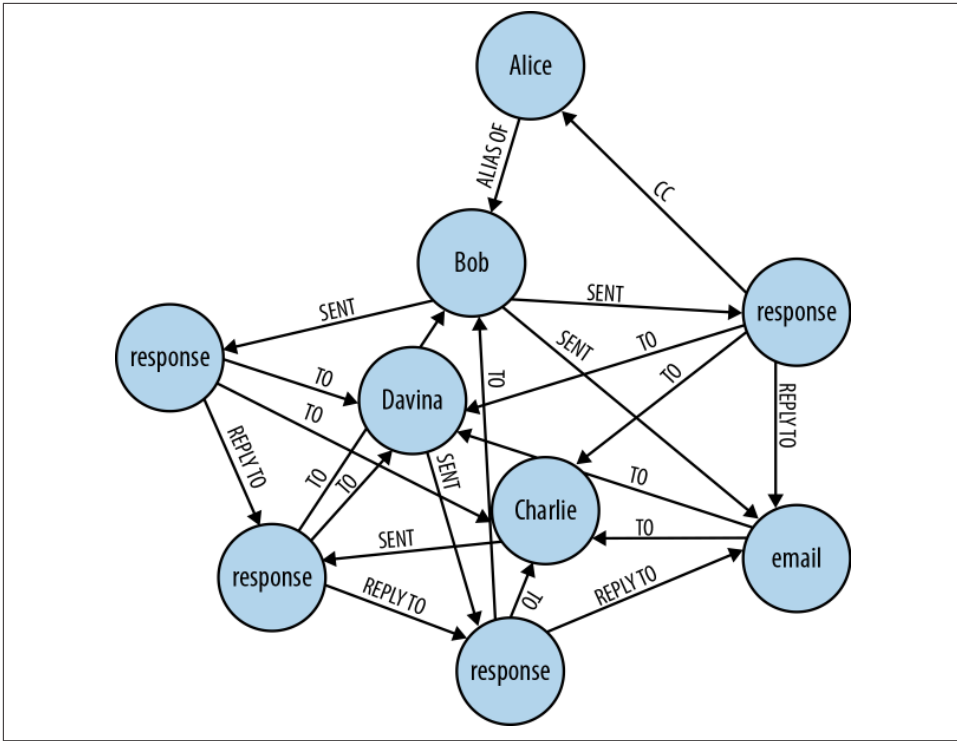 Alice
ALIAS OF
CC
Bob
SENT
SENT
response
response
SENT
TO
TO
TO
Davina
TO
TO
REPLY TO
REPLY TO
SENT
TO
TO
TO
Charlie
TO
SENT
email
response
REPLY TO
TO
REPLY TO
response